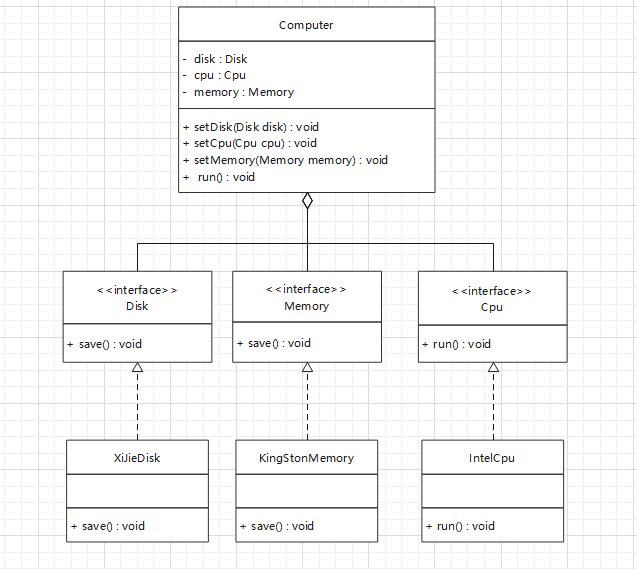 Computer
- disk : Disk
- cpu : Cpu
- memory : Memory
+ setDisk(Disk disk) : void
+ setCpu(Cpu cpu) : void
+ setMemory(Memory memory) : void
+ run() : void
<<interface>>
Disk
+ save() : void
<<interface>>
Memory
+ save() : void
<<interface>>
Cpu
+ run() : void
XiJieDisk
+ save() : void
KingStonMemory
+ save() : void
IntelCpu
+ run() : void